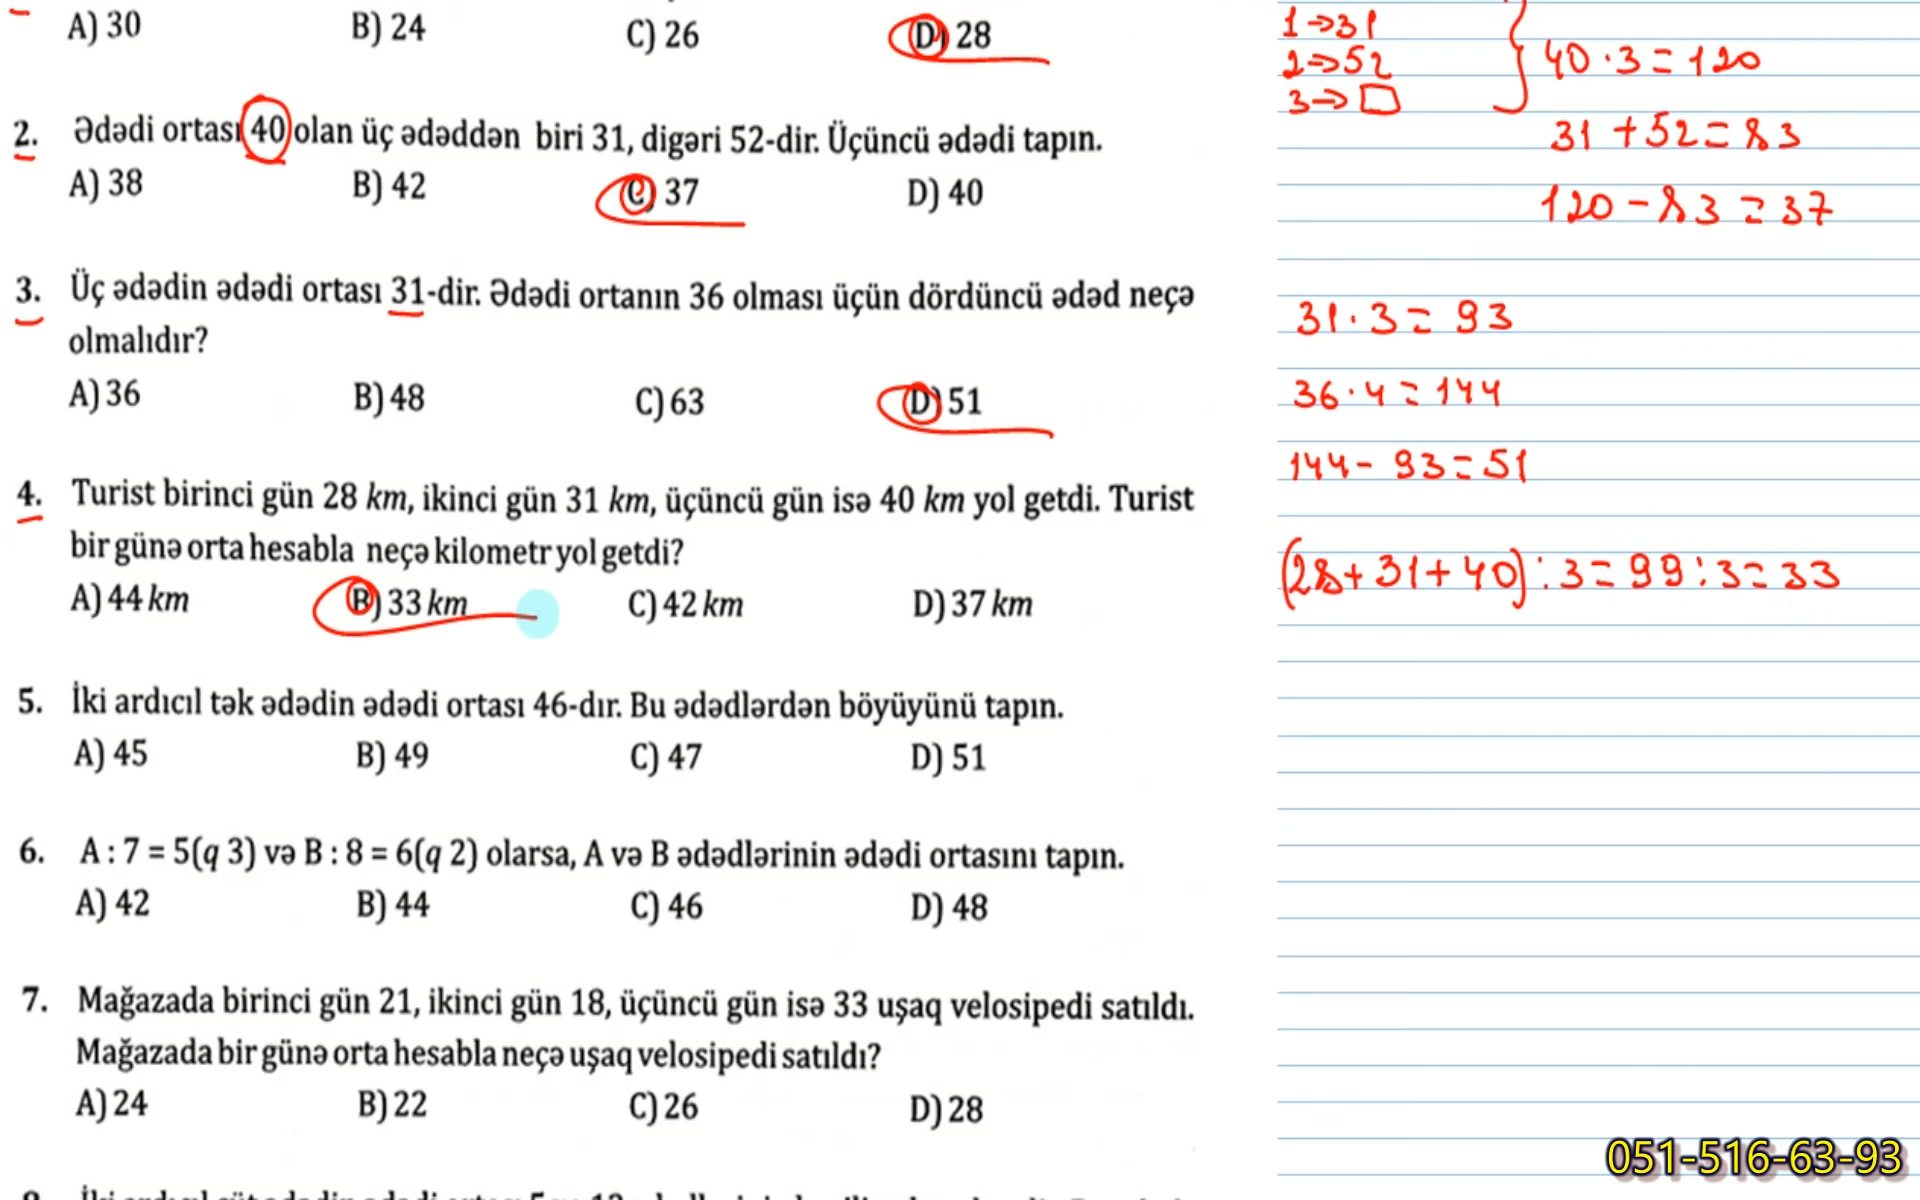 A) 30 B) 24 C) 26 D) 28
2. Ədədi ortası 40 olan üç ədəddən biri 31, digəri 52-dir. Üçüncü ədədi tapın.
A) 38 B) 42 C) 37 D) 40
3. Üç ədədin ədədi ortası 31-dir. Ədədi ortanın 36 olması üçün dördüncü ədəd neçə
olmalıdır?
A) 36 B) 48 C) 63 D) 51
4. Turist birinci gün 28 km, ikinci gün 31 km, üçüncü gün isə 40 km yol getdi. Turist
bir günə orta hesabla neçə kilometr yol getdi?
A) 44 km B) 33 km C) 42 km D) 37 km
5. İki ardıcıl tək ədədin ədədi ortası 46-dır. Bu ədədlərdən böyüyünü tapın.
A) 45 B) 49 C) 47 D) 51
6. A : 7 = 5(q 3) və B : 8 = 6(q 2) olarsa, A və B ədədlərinin ədədi ortasını tapın.
A) 42 B) 44 C) 46 D) 48
7. Mağazada birinci gün 21, ikinci gün 18, üçüncü gün isə 33 uşaq velosipedi satıldı.
Mağazada bir günə orta hesabla neçə uşaq velosipedi satıldı?
A) 24 B) 22 C) 26 D) 28
1→31
2→52
3→□
40·3=120
31+52=83
120-83=37
31·3=93
36·4=144
144-93=51
(28+31+40):3=99:3=33
051-516-63-93